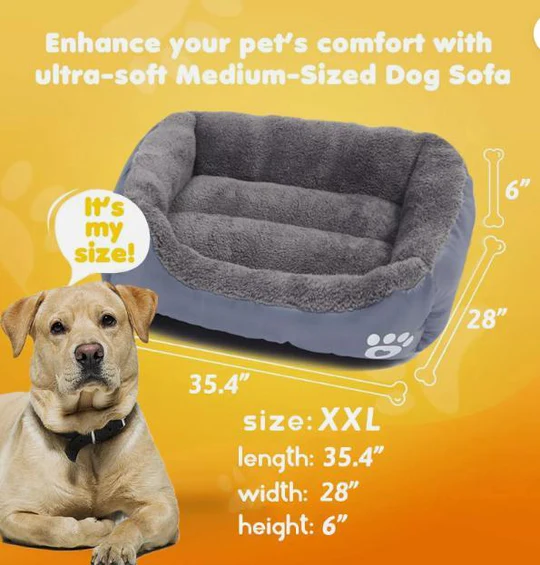 Enhance your pet's comfort with
ultra-soft Medium-Sized Dog Sofa
It's
my
size!
6"
28"
35.4"
size: XXL
length: 35.4"
width: 28"
height: 6"